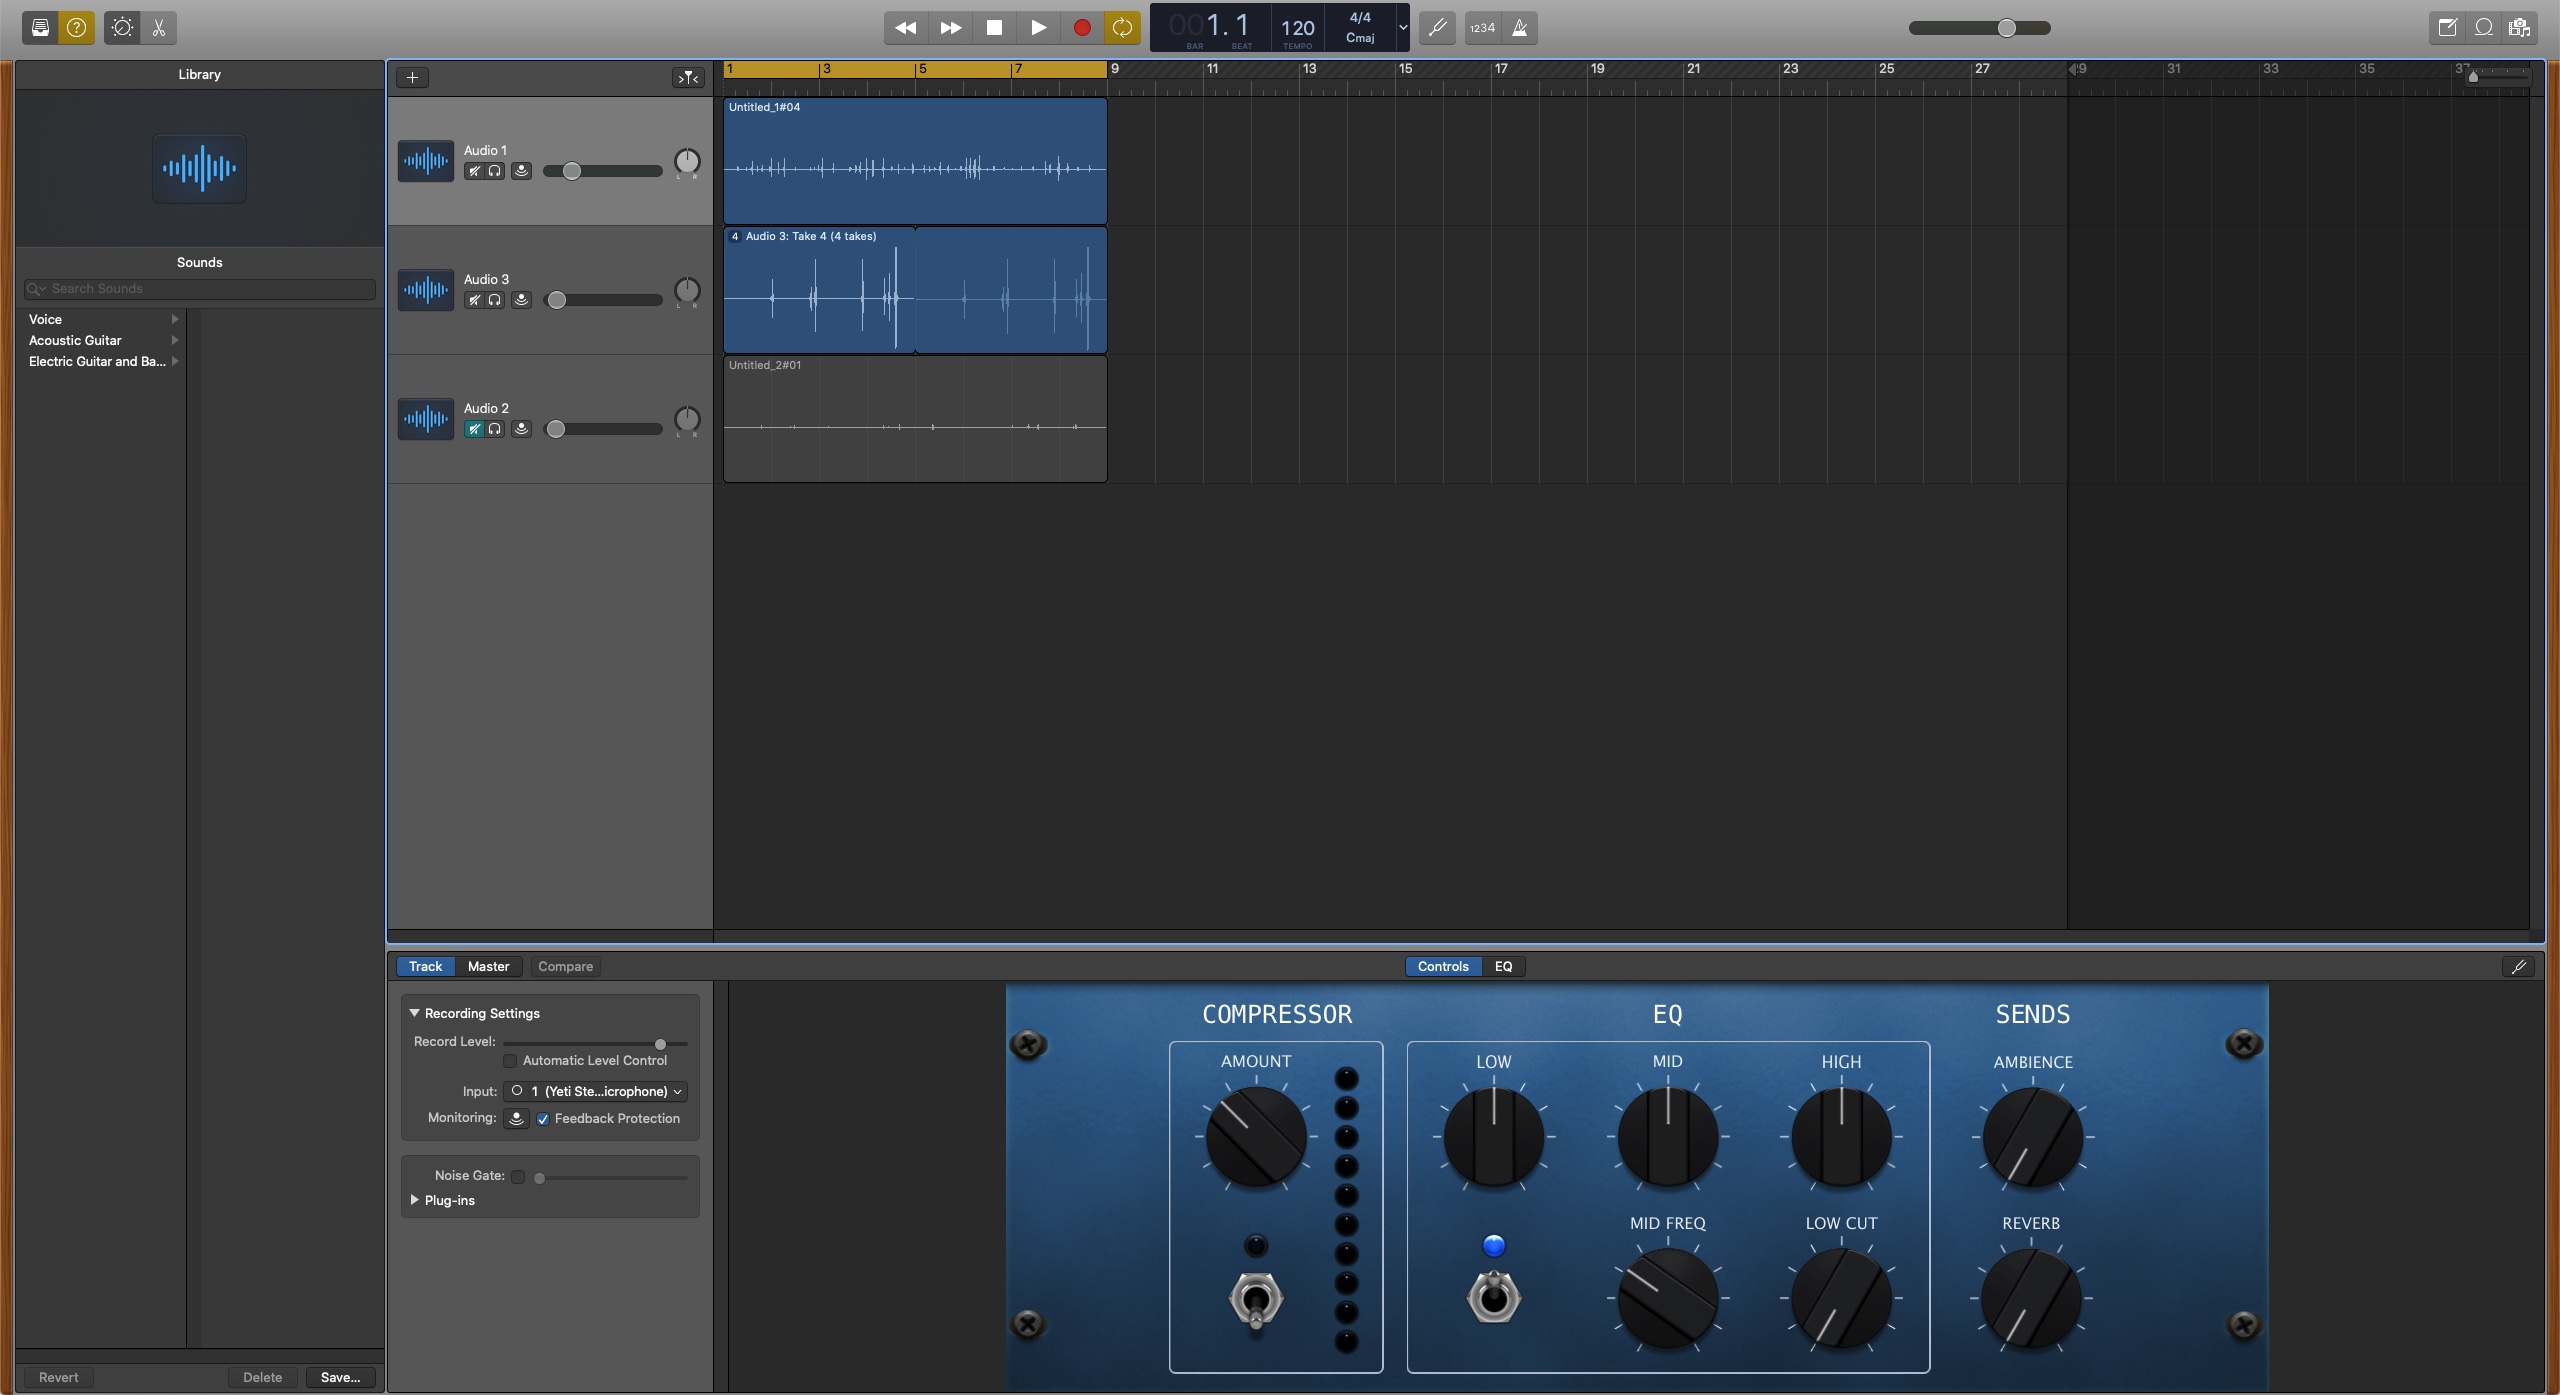 001.1
BAR BEAT
120
TEMPO
4/4
Cmaj
1234
Library
Sounds
Search Sounds
Voice
Acoustic Guitar
Electric Guitar and Ba...
Revert
Delete
Save...
1 3 5 7 9 11 13 15 17 19 21 23 25 27 31 33 35
Audio 1
L R
Untitled_1#04
Audio 3
L R
4 Audio 3: Take 4 (4 takes)
Audio 2
L R
Untitled_2#01
Track Master Compare
Controls EQ
Recording Settings
Record Level:
Automatic Level Control
Input: 1 (Yeti Ste...icrophone)
Monitoring: Feedback Protection
Noise Gate:
Plug-ins
COMPRESSOR
AMOUNT
EQ
LOW MID HIGH
MID FREQ LOW CUT
SENDS
AMBIENCE
REVERB